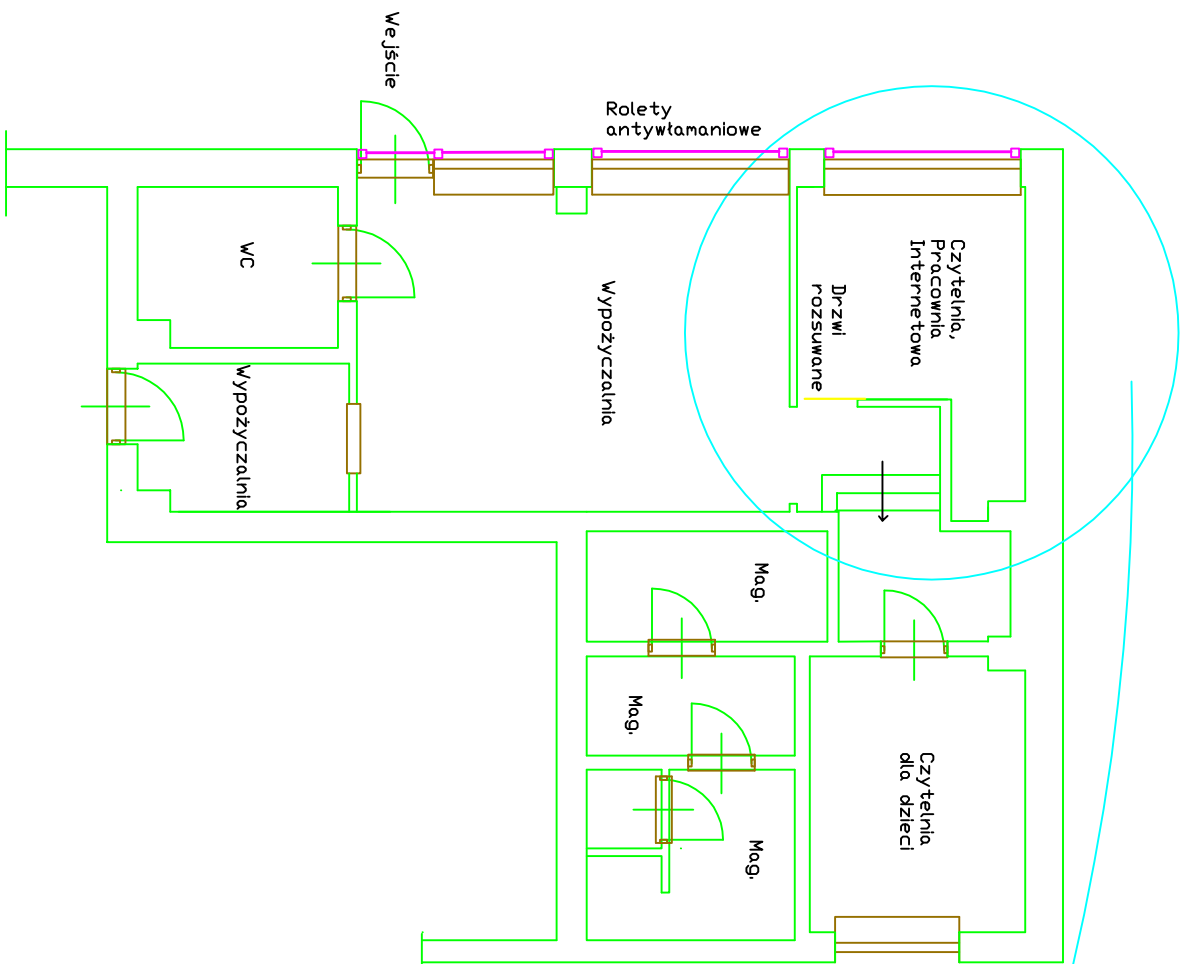 Wejście
Rolety
antywłamaniowe
WC
Wypożyczalnia
Wypożyczalnia
Drzwi
rozsuwane
Czytelnia,
Pracownia
Internetowa
Mag.
Mag.
Mag.
Czytelnia
dla dzieci